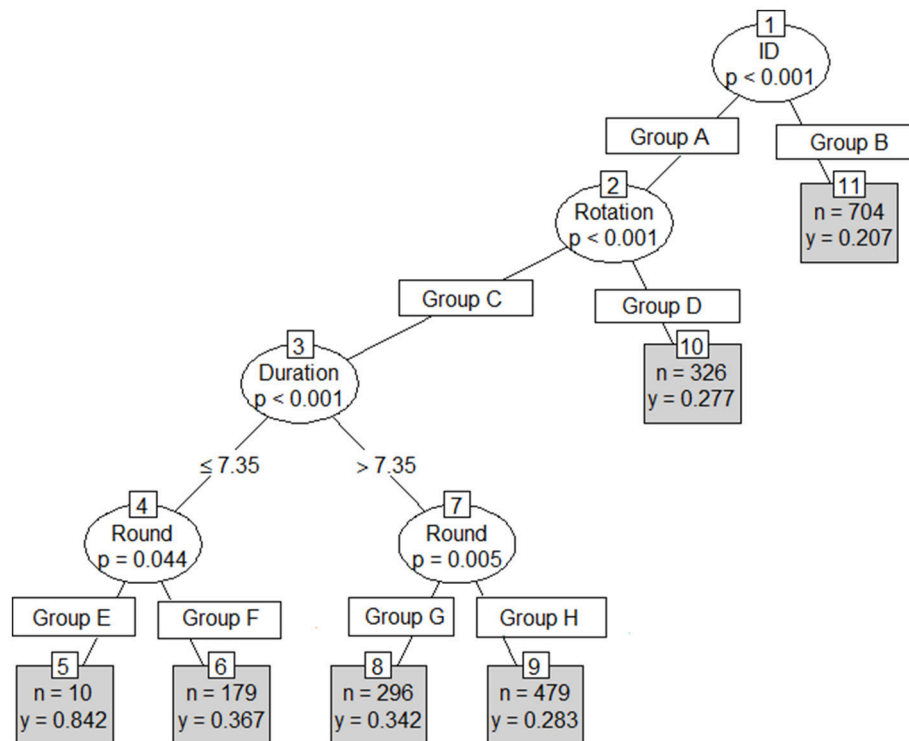 1
ID
p < 0.001
Group A
Group B
2
Rotation
p < 0.001
11
n = 704
y = 0.207
Group C
Group D
3
Duration
p < 0.001
10
n = 326
y = 0.277
≤ 7.35
> 7.35
4
Round
p = 0.044
7
Round
p = 0.005
Group E
Group F
Group G
Group H
5
n = 10
y = 0.842
6
n = 179
y = 0.367
8
n = 296
y = 0.342
9
n = 479
y = 0.283